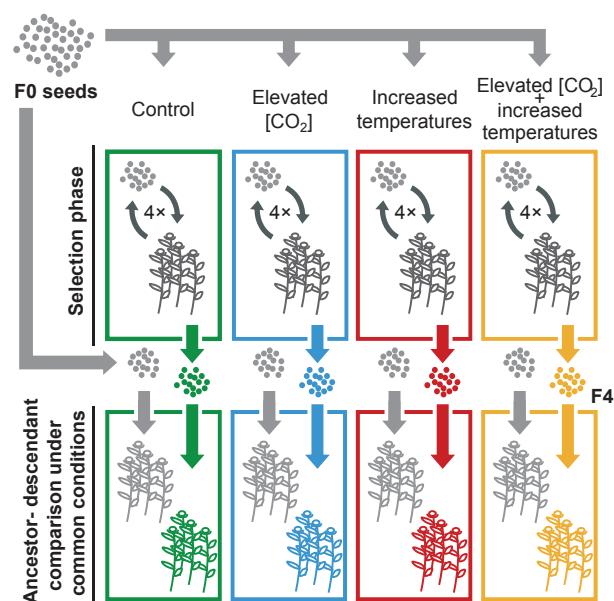 F0 seeds
Control
Elevated
[CO₂]
Increased
temperatures
Elevated [CO₂]
+
increased
temperatures
Selection phase
4×
4×
4×
4×
F4
Ancestor- descendant
comparison under
common conditions